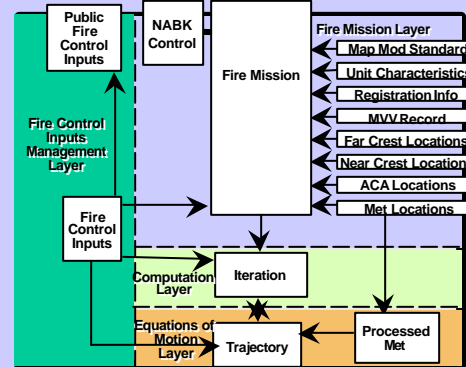 Public
Fire
Control
Inputs
NABK
Control
Fire Mission Layer
Fire Mission
Map Mod Standard
Unit Characteristics
Registration Info
MVV Record
Far Crest Locations
Near Crest Location
ACA Locations
Met Locations
Fire Control
Inputs
Management
Layer
Fire
Control
Inputs
Iteration
Computation
Layer
Equations of
Motion
Layer
Trajectory
Processed
Met